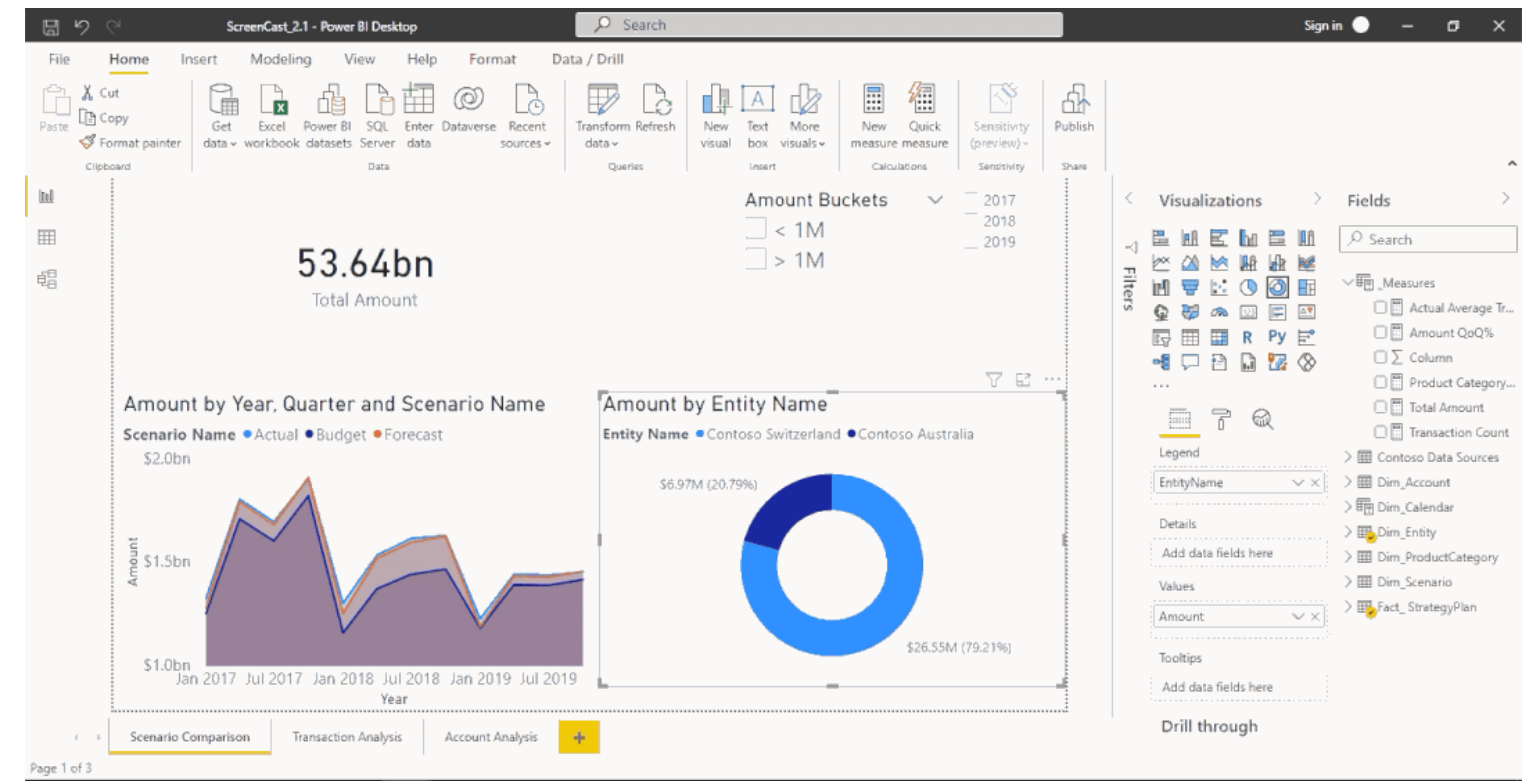 ScreenCast_2.1 - Power BI Desktop
Search
Sign in
File Home Insert Modeling View Help Format Data / Drill
Paste
Cut
Copy
Format painter
Clipboard
Get data
Excel workbook
Power BI datasets
SQL Server
Enter data
Dataverse
Recent sources
Data
Transform data
Refresh
Queries
New visual
Text box
More visuals
Insert
New measure
Quick measure
Calculations
Sensitivity (preview)
Sensitivity
Publish
Share
53.64bn
Total Amount
Amount Buckets
< 1M
> 1M
2017
2018
2019
Amount by Year, Quarter and Scenario Name
Scenario Name Actual Budget Forecast
$2.0bn
$1.5bn
$1.0bn
Amount
Jan 2017 Jul 2017 Jan 2018 Jul 2018 Jan 2019 Jul 2019
Year
Amount by Entity Name
Entity Name Contoso Switzerland Contoso Australia
$6.97M (20.79%)
$26.55M (79.21%)
Filters
Visualizations
R Py
Legend
EntityName
Details
Add data fields here
Values
Amount
Tooltips
Add data fields here
Drill through
Fields
Search
_Measures
Actual Average Tr...
Amount QoQ%
Column
Product Category...
Total Amount
Transaction Count
Contoso Data Sources
Dim_Account
Dim_Calendar
Dim_Entity
Dim_ProductCategory
Dim_Scenario
Fact_ StrategyPlan
Scenario Comparison Transaction Analysis Account Analysis
Page 1 of 3